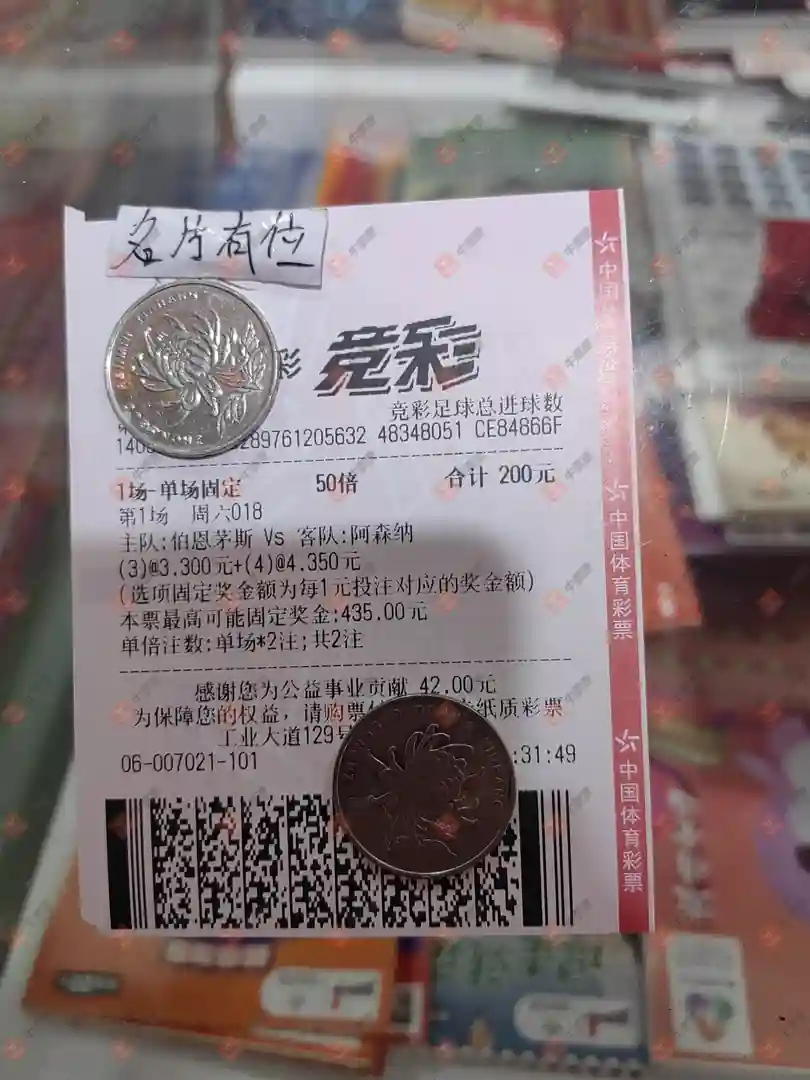 名片有位
彩 竞彩
竞彩足球总进球数
289761205632 48348051 CE84866F
1场-单场固定 50倍 合计 200元
第1场 周六018
主队:伯恩茅斯 Vs 客队:阿森纳
(3)@3.300元+(4)@4.350元
(选项固定奖金额为每1元投注对应的奖金额)
本票最高可能固定奖金:435.00元
单倍注数:单场*2注;共2注
感谢您为公益事业贡献 42.00元
为保障您的权益，请购票 纸质彩票
工业大道129号
06-007021-101 :31:49
中国体育彩票
中国体育彩票